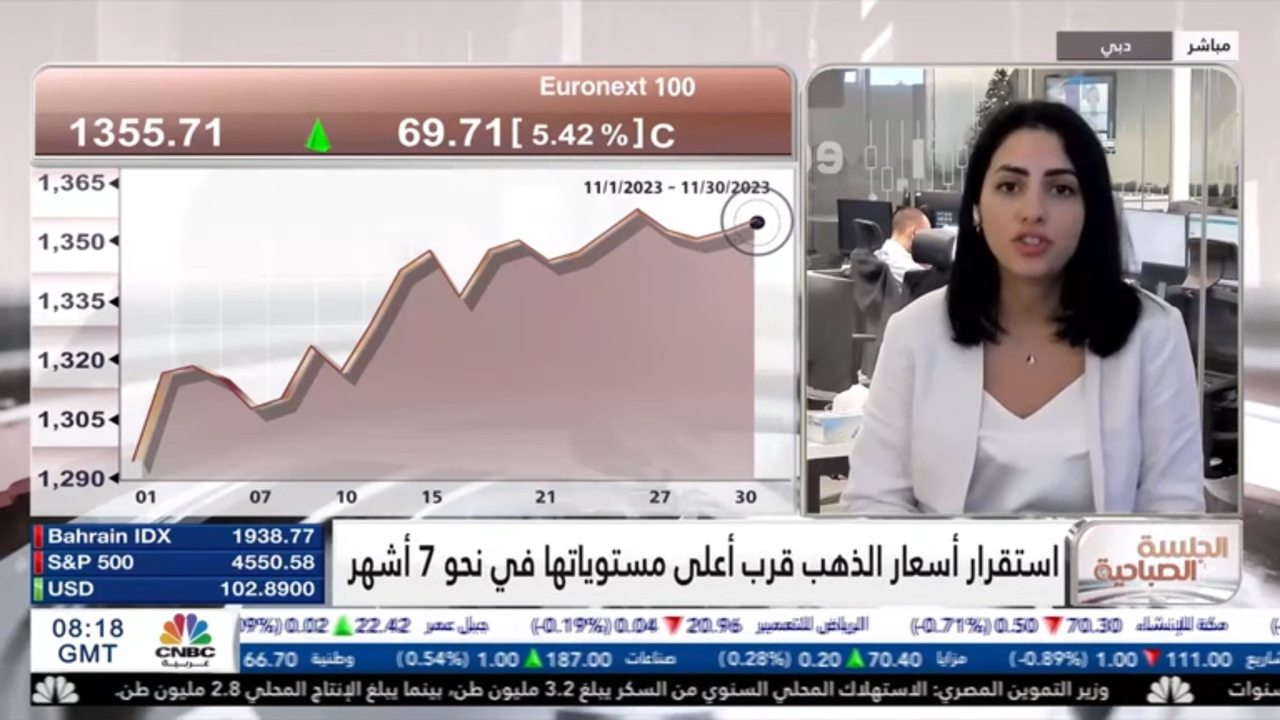 مباشر
دبي
Euronext 100
1355.71 69.71 [ 5.42 % ] C
11/1/2023 - 11/30/2023
1,365
1,350
1,335
1,320
1,305
1,290
01 07 10 15 21 27 30
Bahrain IDX 1938.77
S&P 500 4550.58
USD 102.8900
استقرار أسعار الذهب قرب أعلى مستوياتها في نحو 7 أشهر
الجلسة
الصباحية
08:18
GMT
CNBC
عربية
مكة للإنشاء 70.30 0.50 (-0.71%) الرياض للتعمير 20.96 0.04 (-0.19%) جبل عمر 22.42 0.02
111.00 1.00 (-0.89%) مزايا 70.40 0.20 (0.28%) صناعات 187.00 1.00 (0.54%) وطنية 66.70
وزير التموين المصري: الاستهلاك المحلي السنوي من السكر يبلغ 3.2 مليون طن، بينما يبلغ الإنتاج المحلي 2.8 مليون طن.